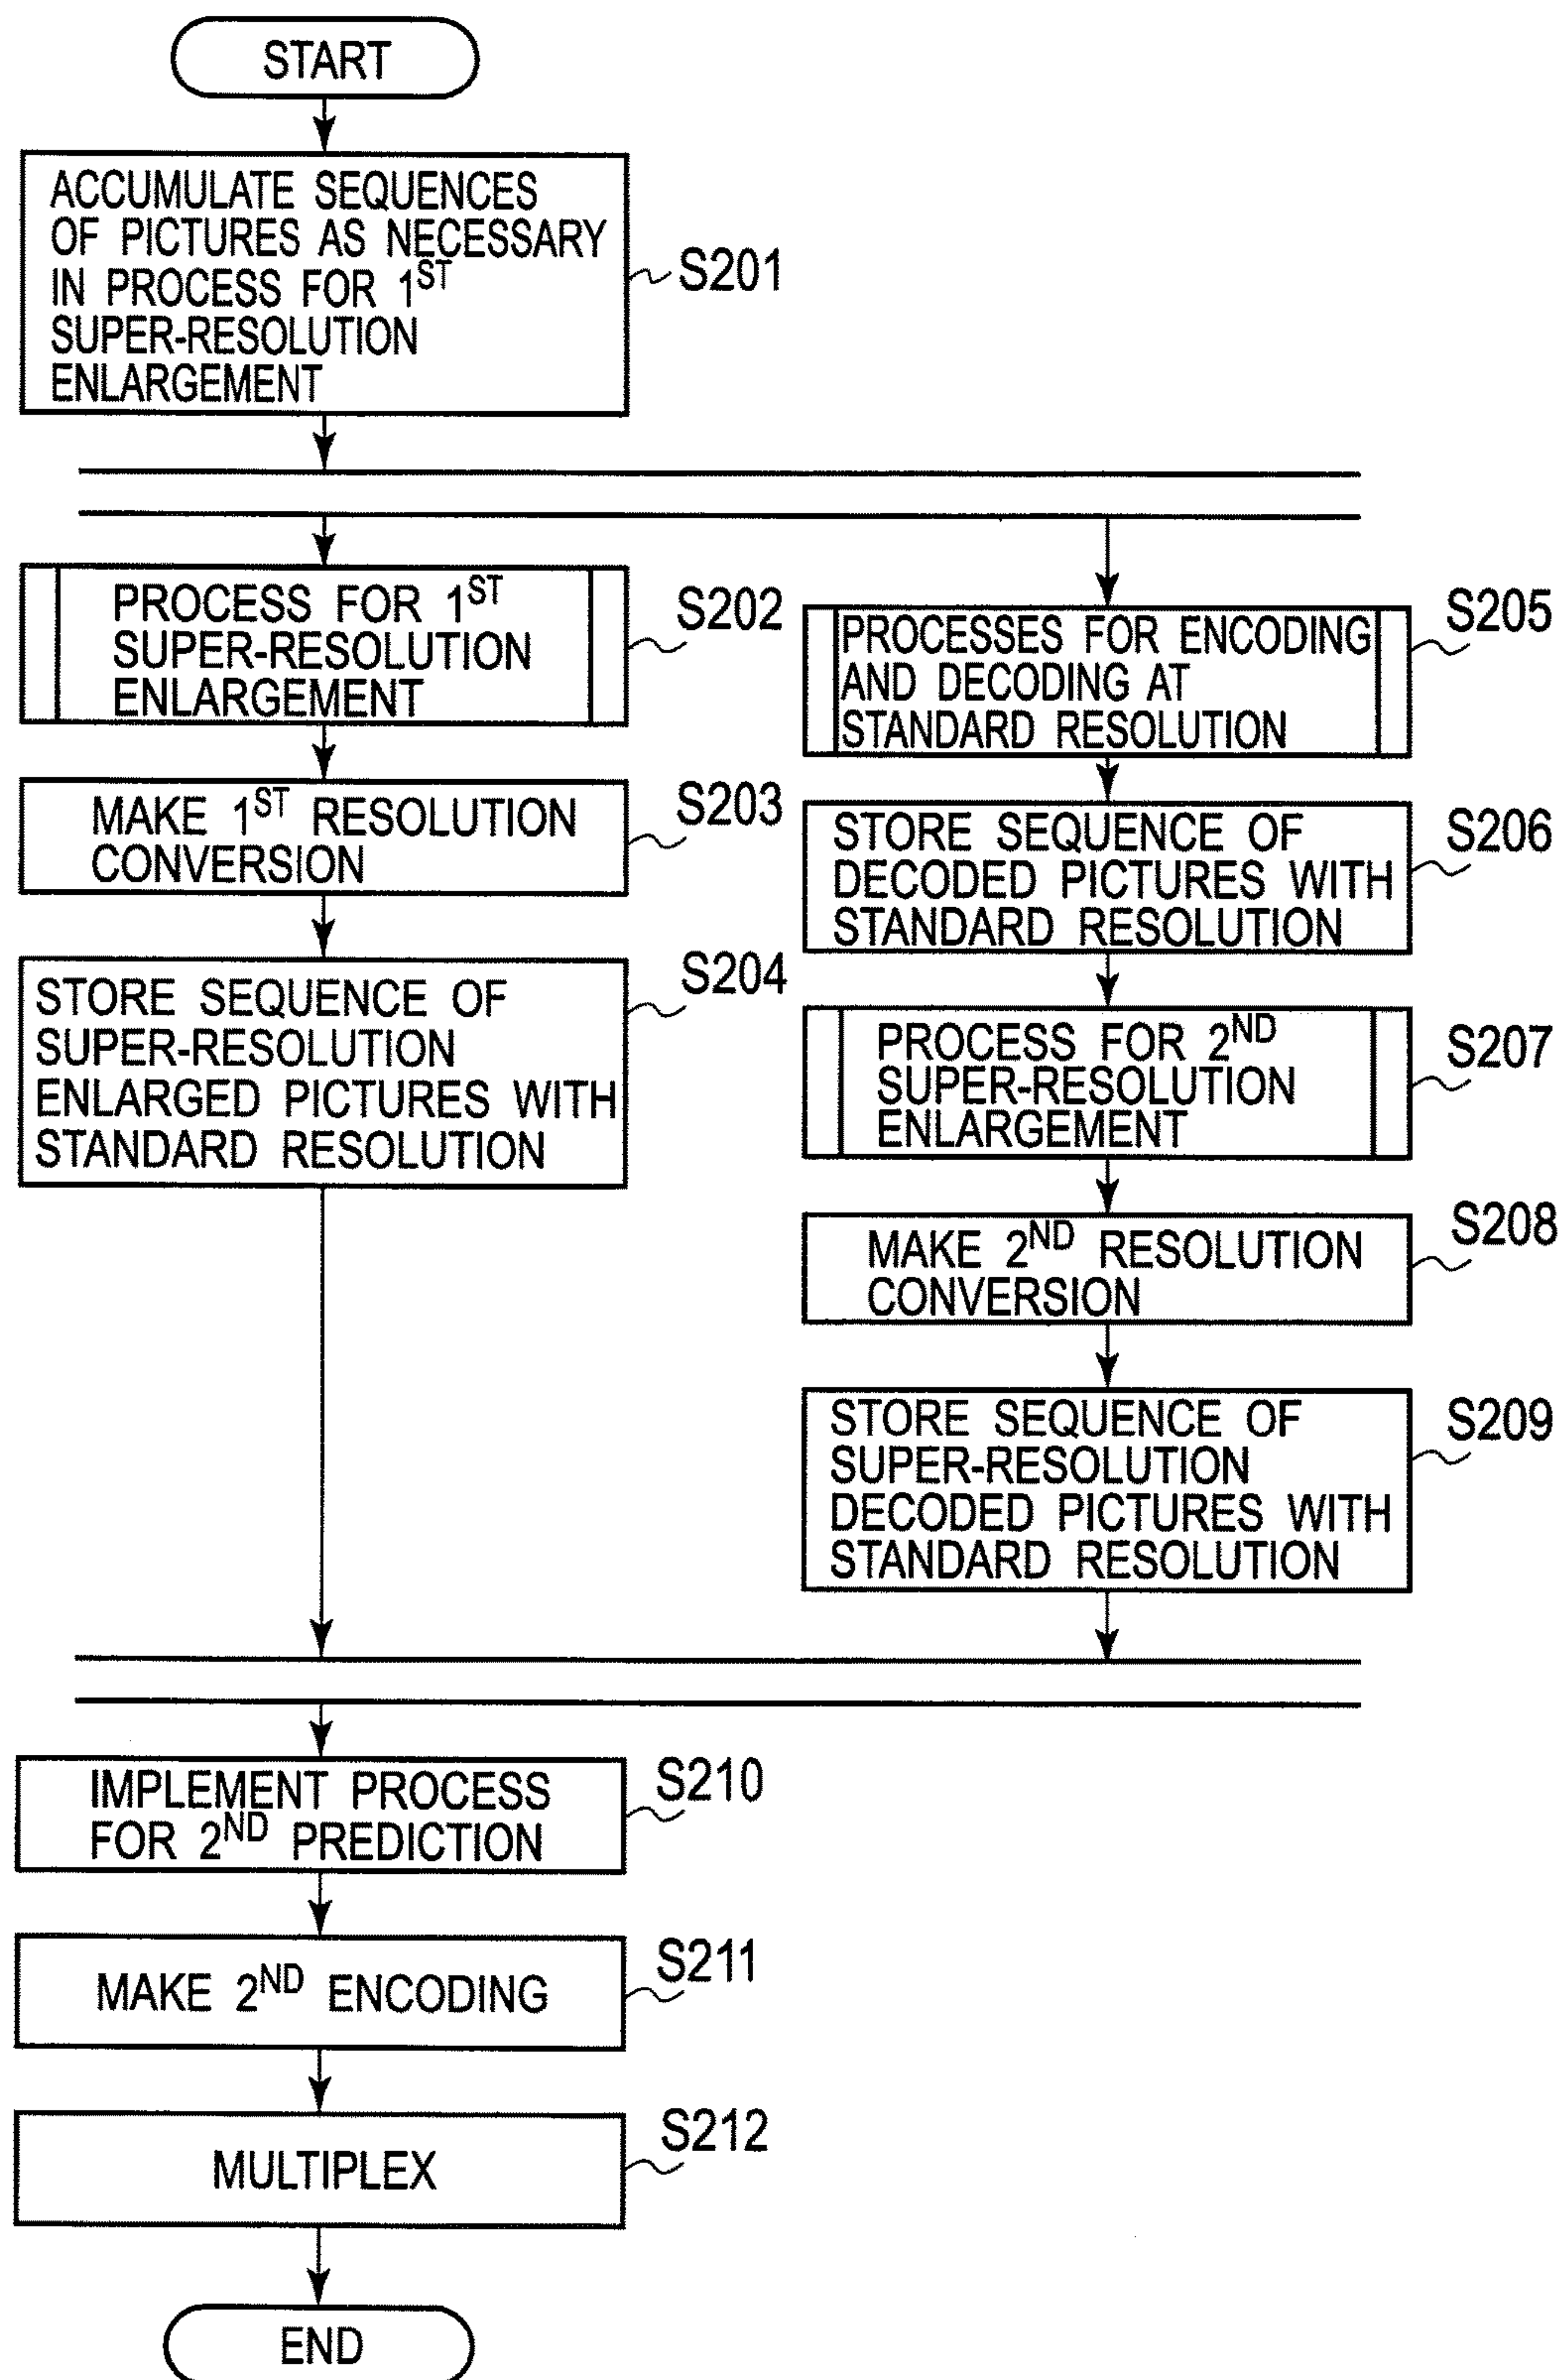 START
ACCUMULATE SEQUENCES
OF PICTURES AS NECESSARY
IN PROCESS FOR 1ST
SUPER-RESOLUTION
ENLARGEMENT
S201
PROCESS FOR 1ST
SUPER-RESOLUTION
ENLARGEMENT
S202
MAKE 1ST RESOLUTION
CONVERSION
S203
STORE SEQUENCE OF
SUPER-RESOLUTION
ENLARGED PICTURES WITH
STANDARD RESOLUTION
S204
PROCESSES FOR ENCODING
AND DECODING AT
STANDARD RESOLUTION
S205
STORE SEQUENCE OF
DECODED PICTURES WITH
STANDARD RESOLUTION
S206
PROCESS FOR 2ND
SUPER-RESOLUTION
ENLARGEMENT
S207
MAKE 2ND RESOLUTION
CONVERSION
S208
STORE SEQUENCE OF
SUPER-RESOLUTION
DECODED PICTURES WITH
STANDARD RESOLUTION
S209
IMPLEMENT PROCESS
FOR 2ND PREDICTION
S210
MAKE 2ND ENCODING
S211
MULTIPLEX
S212
END